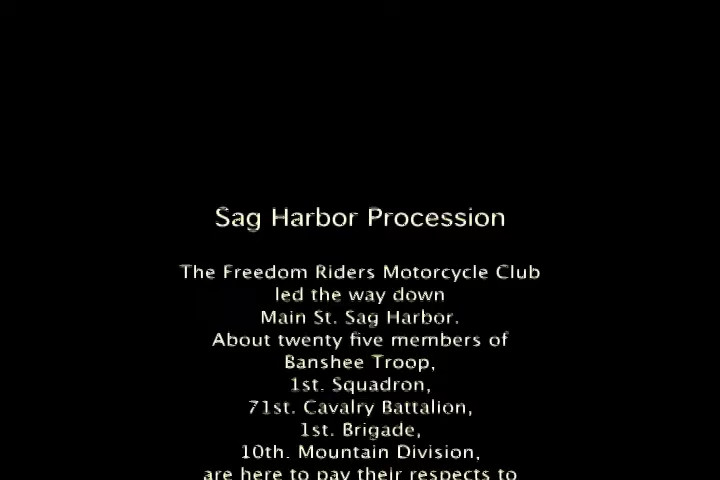 Sag Harbor Procession
The Freedom Riders Motorcycle Club
led the way down
Main St. Sag Harbor.
About twenty five members of
Banshee Troop,
1st. Squadron,
71st. Cavalry Battalion,
1st. Brigade,
10th. Mountain Division,
are here to pay their respects to